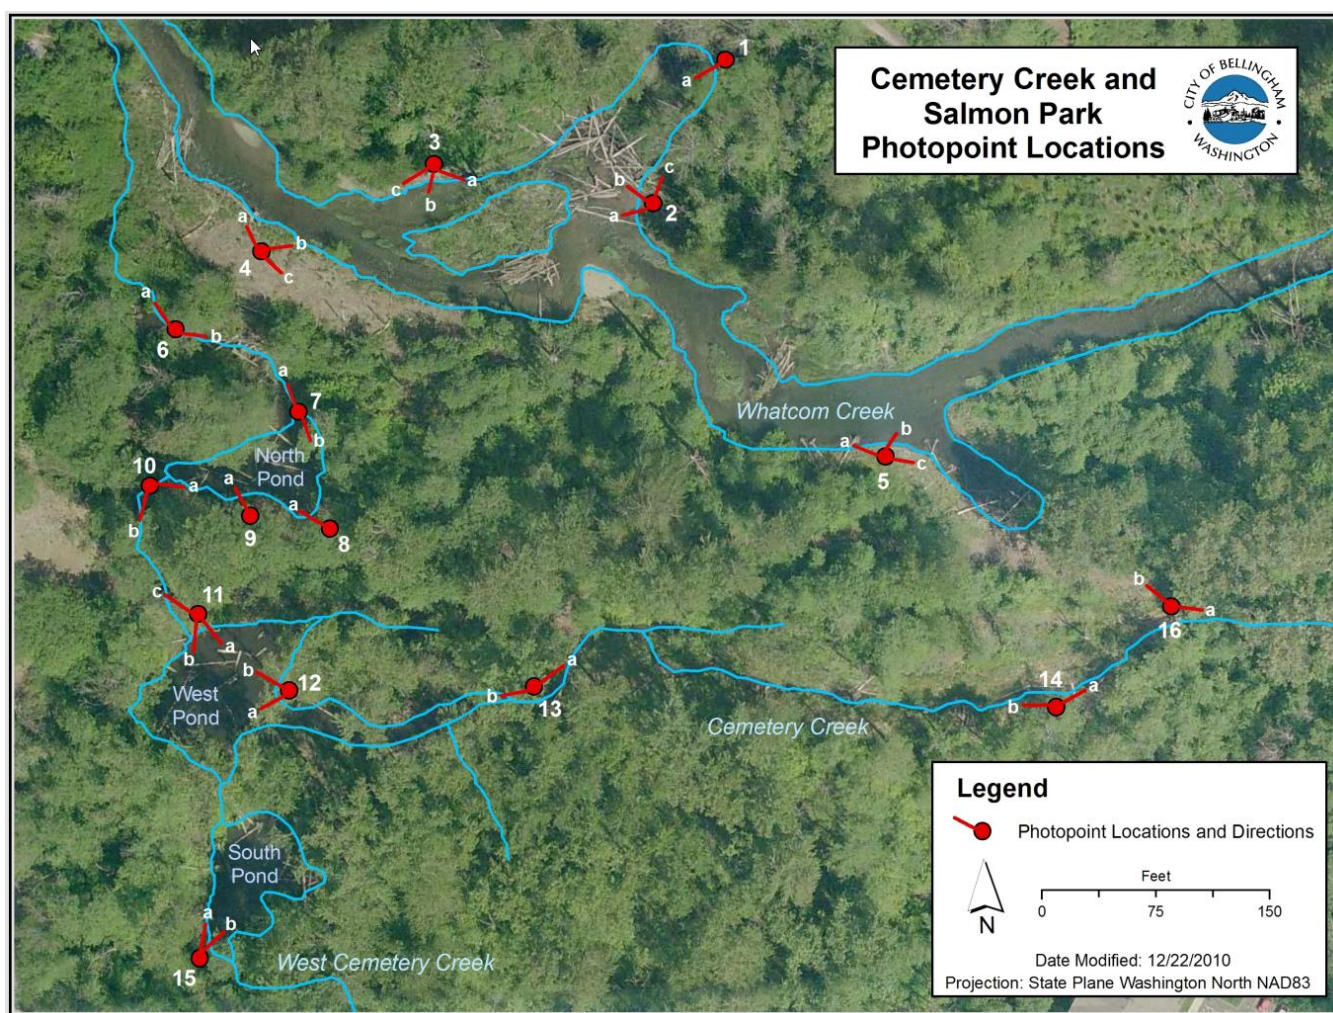 Cemetery Creek and
Salmon Park
Photopoint Locations
CITY OF BELLINGHAM
WASHINGTON
1
a
3
c
b
a
2
a
b
c
4
a
b
c
6
a
b
7
a
b
Whatcom Creek
5
a
b
c
North
Pond
10
a
b
9
a
8
a
11
c
b
a
16
b
a
12
b
a
West
Pond
13
a
b
14
a
b
Cemetery Creek
South
Pond
15
a
b
West Cemetery Creek
Legend
Photopoint Locations and Directions
N
Feet
0 75 150
Date Modified: 12/22/2010
Projection: State Plane Washington North NAD83